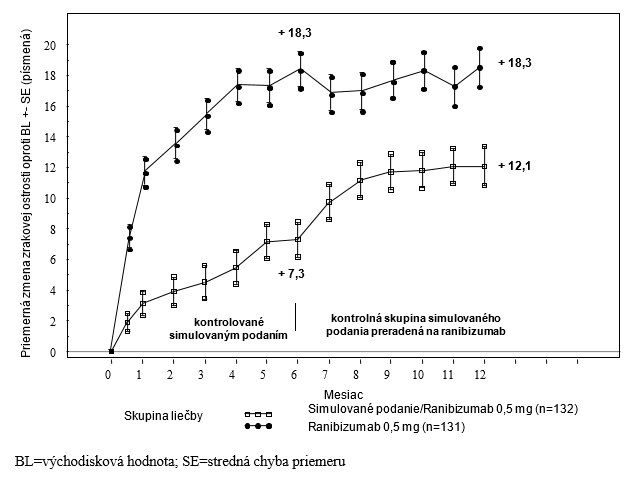 Priemerná zmena zrakovej ostrosti oproti BL +- SE (písmená)
20
18
16
14
12
10
8
6
4
2
0
+ 18,3
+ 18,3
+ 12,1
+ 7,3
kontrolované
simulovaným podaním
kontrolná skupina simulovaného
podania preradená na ranibizumab
0 1 2 3 4 5 6 7 8 9 10 11 12
Mesiac
Skupina liečby
Simulované podanie/Ranibizumab 0,5 mg (n=132)
Ranibizumab 0,5 mg (n=131)
BL=východisková hodnota; SE=stredná chyba priemeru